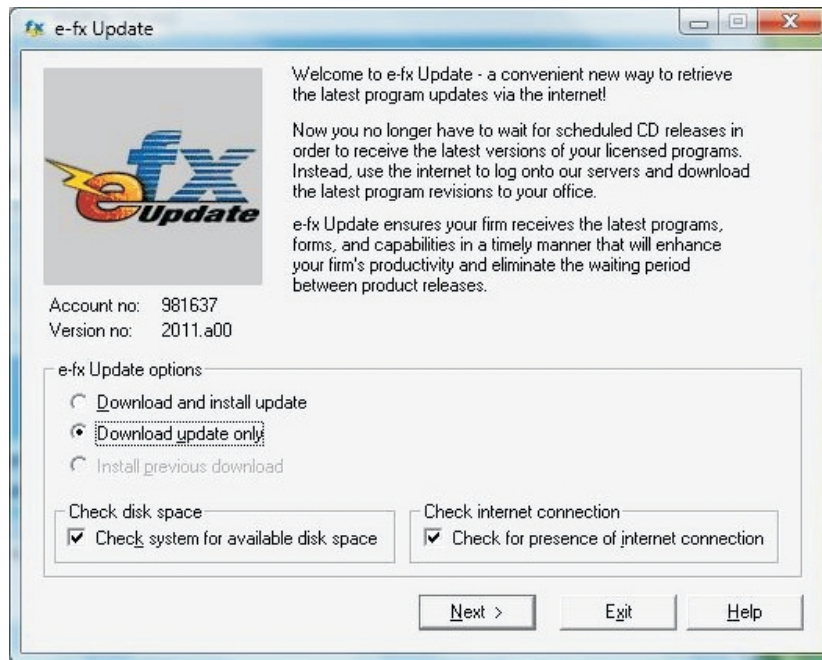 fx e-fx Update
efx
Update
Welcome to e-fx Update - a convenient new way to retrieve
the latest program updates via the internet!
Now you no longer have to wait for scheduled CD releases in
order to receive the latest versions of your licensed programs.
Instead, use the internet to log onto our servers and download
the latest program revisions to your office.
e-fx Update ensures your firm receives the latest programs,
forms, and capabilities in a timely manner that will enhance
your firm's productivity and eliminate the waiting period
between product releases.
Account no: 981637
Version no: 2011.a00
e-fx Update options
Download and install update
Download update only
Install previous download
Check disk space
Check system for available disk space
Check internet connection
Check for presence of internet connection
Next >
Exit
Help